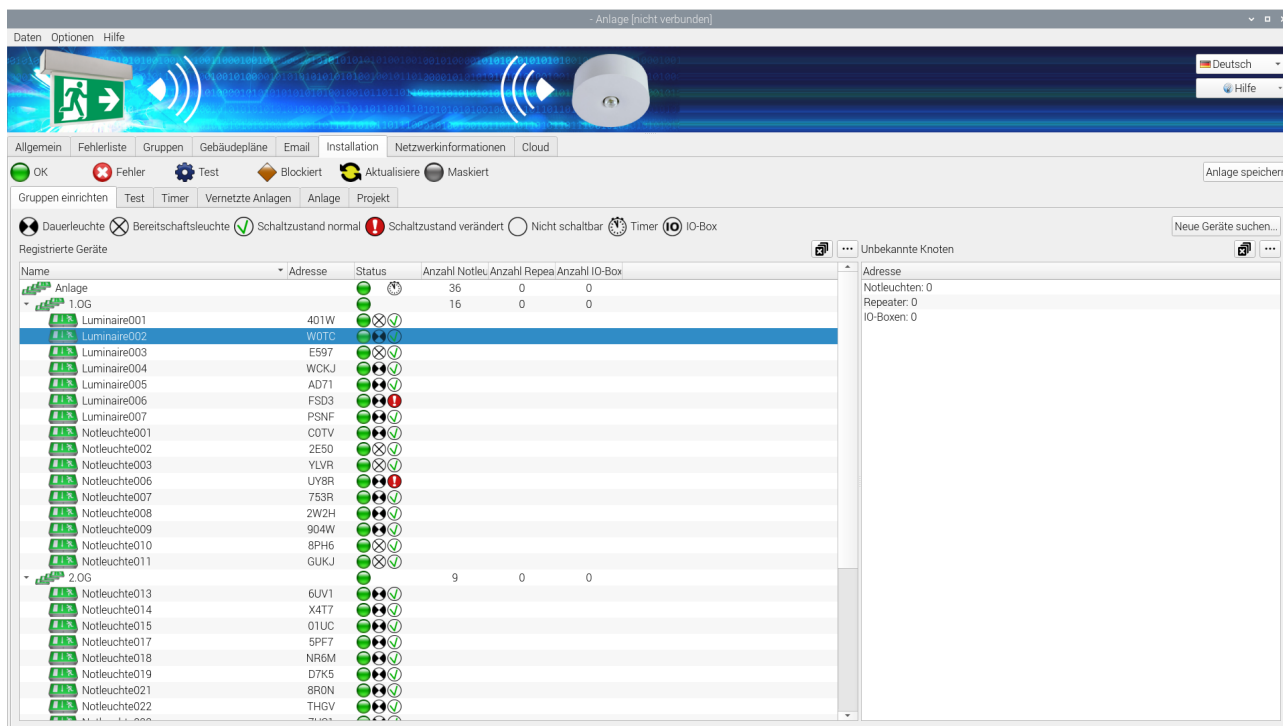 - Anlage [nicht verbunden]
Daten Optionen Hilfe
Deutsch
Hilfe
Allgemein Fehlerliste Gruppen Gebäudepläne Email Installation Netzwerkinformationen Cloud
OK Fehler Test Blockiert Aktualisiere Maskiert Anlage speichern
Gruppen einrichten Test Timer Vernetzte Anlagen Anlage Projekt
Dauerleuchte Bereitschaftsleuchte Schaltzustand normal Schaltzustand verändert Nicht schaltbar Timer IO IO-Box Neue Geräte suchen...
Registrierte Geräte ... Unbekannte Knoten ...
Name Adresse Status Anzahl Notleu Anzahl Repea Anzahl IO-Box Adresse
Anlage 36 0 0 Notleuchten: 0
1.OG 16 0 0 Repeater: 0
Luminaire001 401W IO-Boxen: 0
Luminaire002 W0TC
Luminaire003 E597
Luminaire004 WCKJ
Luminaire005 AD71
Luminaire006 FSD3
Luminaire007 PSNF
Notleuchte001 C0TV
Notleuchte002 2E50
Notleuchte003 YLVR
Notleuchte006 UY8R
Notleuchte007 753R
Notleuchte008 2W2H
Notleuchte009 904W
Notleuchte010 8PH6
Notleuchte011 GUKJ
2.OG 9 0 0
Notleuchte013 6UV1
Notleuchte014 X4T7
Notleuchte015 01UC
Notleuchte017 5PF7
Notleuchte018 NR6M
Notleuchte019 D7K5
Notleuchte021 8R0N
Notleuchte022 THGV